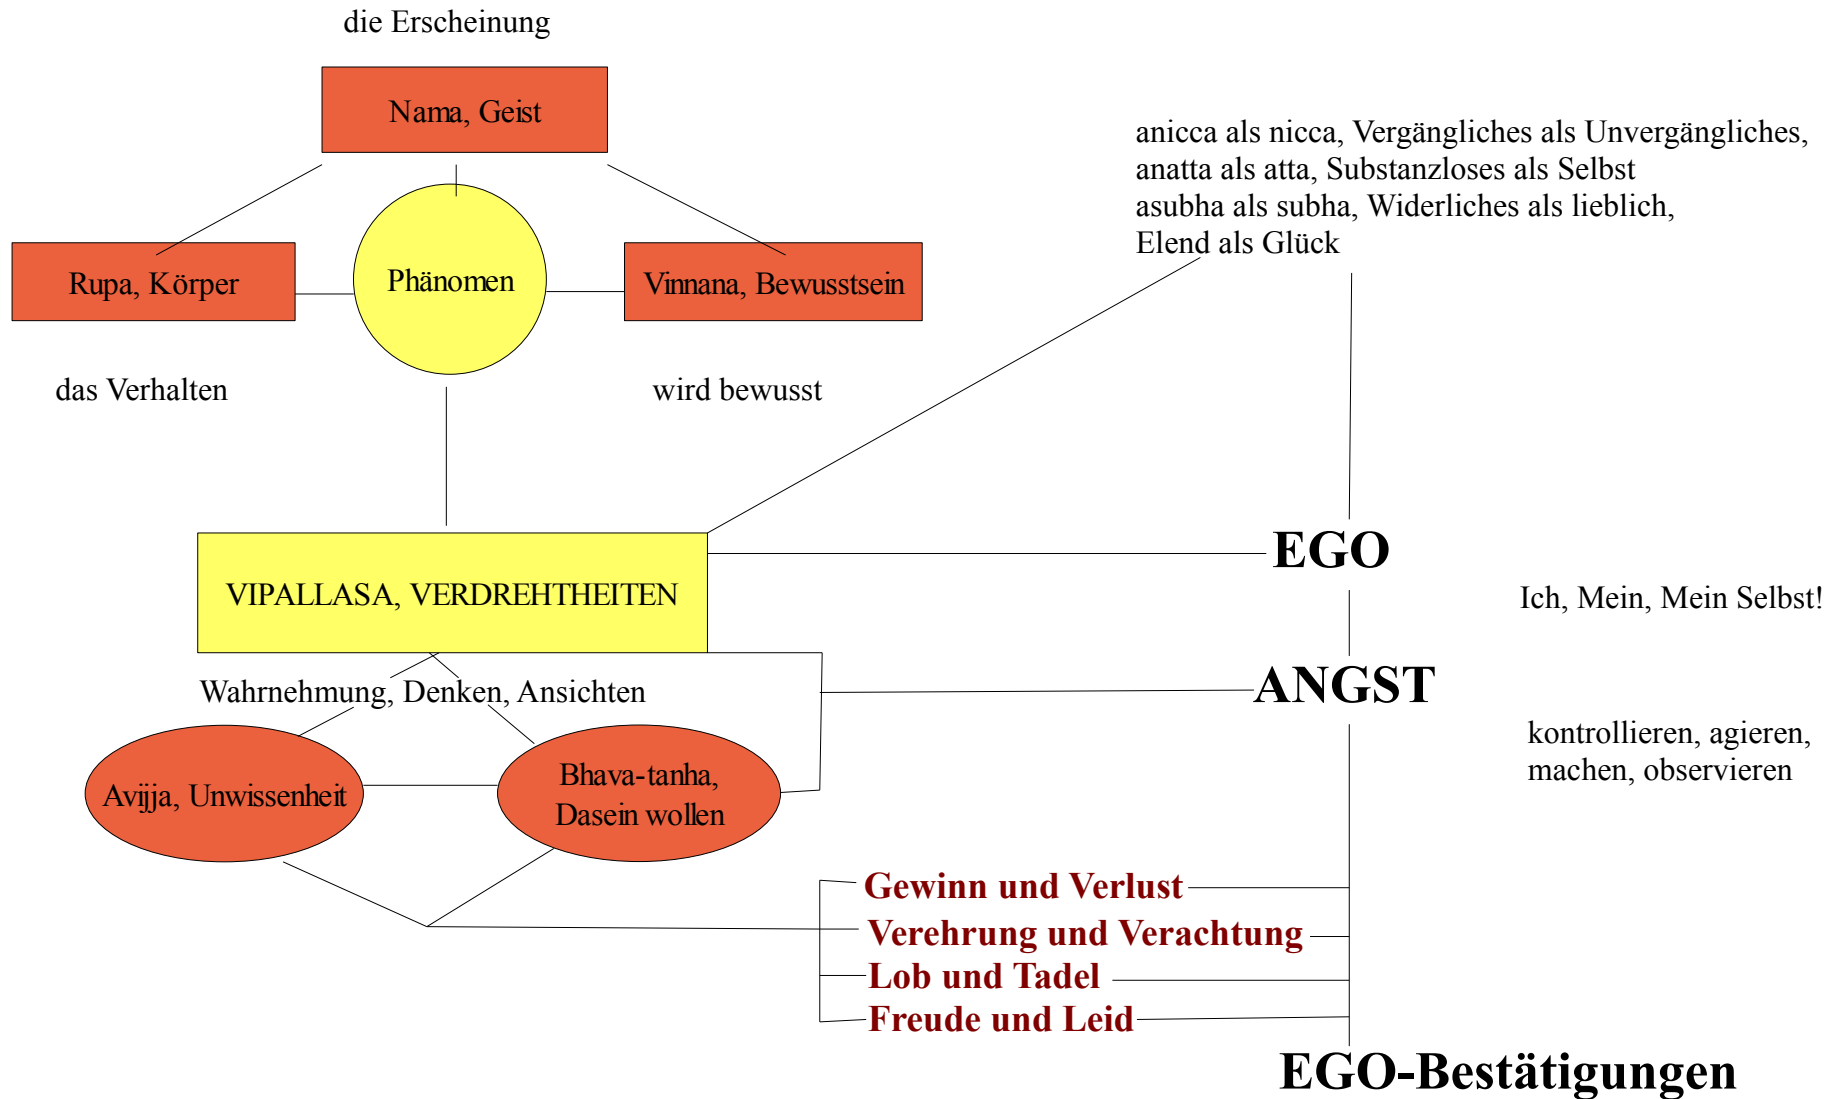 die Erscheinung
Nama, Geist
anicca als nicca, Vergängliches als Unvergängliches,
anatta als atta, Substanzloses als Selbst
asubha als subha, Widerliches als lieblich,
Elend als Glück
Rupa, Körper
Phänomen
Vinnana, Bewusstsein
das Verhalten
wird bewusst
EGO
VIPALLASA, VERDREHTHEITEN
Ich, Mein, Mein Selbst!
Wahrnehmung, Denken, Ansichten
ANGST
kontrollieren, agieren,
machen, observieren
Avijja, Unwissenheit
Bhava-tanha,
Dasein wollen
Gewinn und Verlust
Verehrung und Verachtung
Lob und Tadel
Freude und Leid
EGO-Bestätigungen